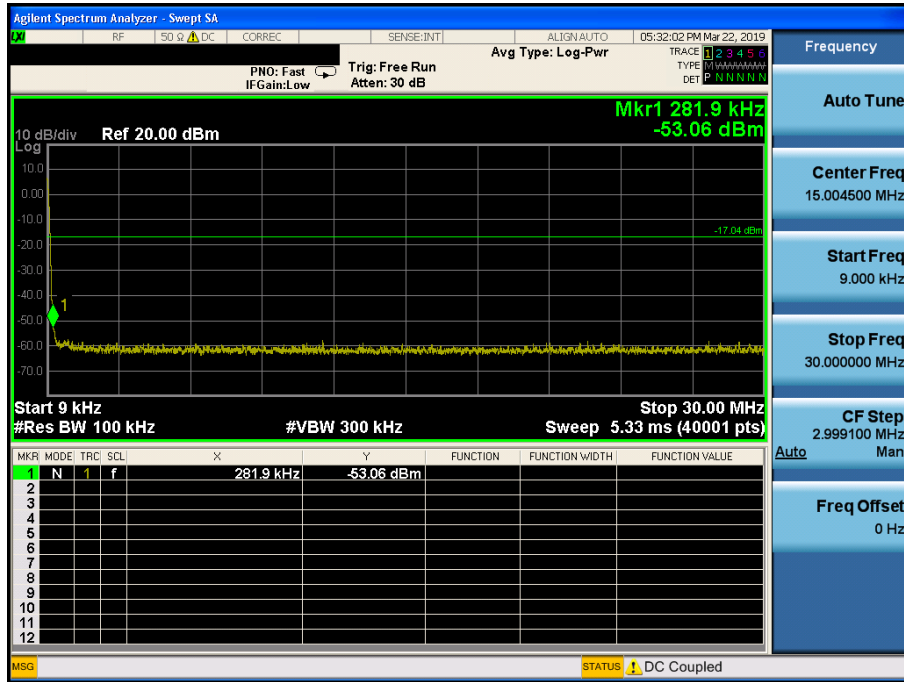 Agilent Spectrum Analyzer - Swept SA
LXI RF 50 Ω DC CORREC SENSE:INT ALIGN AUTO 05:32:02 PM Mar 22, 2019
Avg Type: Log-Pwr TRACE 1 2 3 4 5 6
PNO: Fast Trig: Free Run TYPE M WWWWW
IFGain:Low Atten: 30 dB DET P N N N N N
Mkr1 281.9 kHz
10 dB/div Ref 20.00 dBm -53.06 dBm
Log
10.0
0.00
-10.0
-17.04 dBm
-20.0
-30.0
-40.0
1
-50.0
-60.0
-70.0
Start 9 kHz Stop 30.00 MHz
#Res BW 100 kHz #VBW 300 kHz Sweep 5.33 ms (40001 pts)
MKR MODE TRC SCL X Y FUNCTION FUNCTION WIDTH FUNCTION VALUE
1 N 1 f 281.9 kHz -53.06 dBm
2
3
4
5
6
7
8
9
10
11
12
MSG STATUS DC Coupled
Frequency
Auto Tune
Center Freq
15.004500 MHz
Start Freq
9.000 kHz
Stop Freq
30.000000 MHz
CF Step
2.999100 MHz
Auto Man
Freq Offset
0 Hz